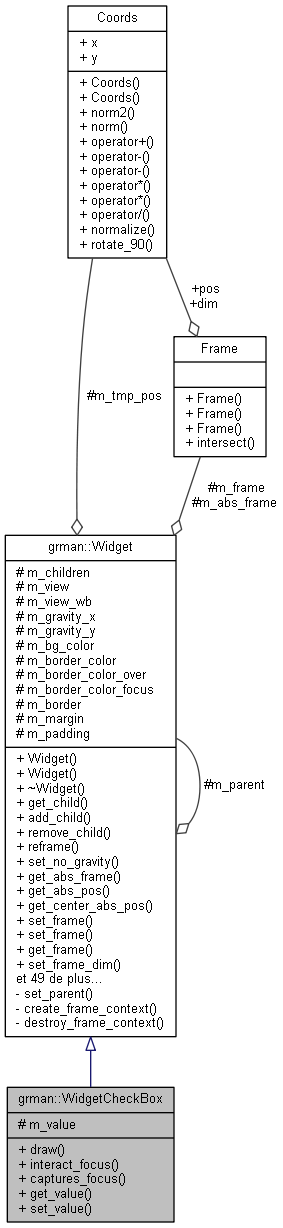 Coords
+ x
+ y
+ Coords()
+ Coords()
+ norm2()
+ norm()
+ operator+()
+ operator-()
+ operator-()
+ operator*()
+ operator*()
+ operator/()
+ normalize()
+ rotate_90()
+pos
+dim
Frame
+ Frame()
+ Frame()
+ Frame()
+ intersect()
#m_tmp_pos
#m_frame
#m_abs_frame
grman::Widget
# m_children
# m_view
# m_view_wb
# m_gravity_x
# m_gravity_y
# m_bg_color
# m_border_color
# m_border_color_over
# m_border_color_focus
# m_border
# m_margin
# m_padding
+ Widget()
+ Widget()
+ ~Widget()
+ get_child()
+ add_child()
+ remove_child()
+ reframe()
+ set_no_gravity()
+ get_abs_frame()
+ get_abs_pos()
+ get_center_abs_pos()
+ set_frame()
+ set_frame()
+ get_frame()
+ set_frame_dim()
et 49 de plus...
- set_parent()
- create_frame_context()
- destroy_frame_context()
#m_parent
grman::WidgetCheckBox
# m_value
+ draw()
+ interact_focus()
+ captures_focus()
+ get_value()
+ set_value()